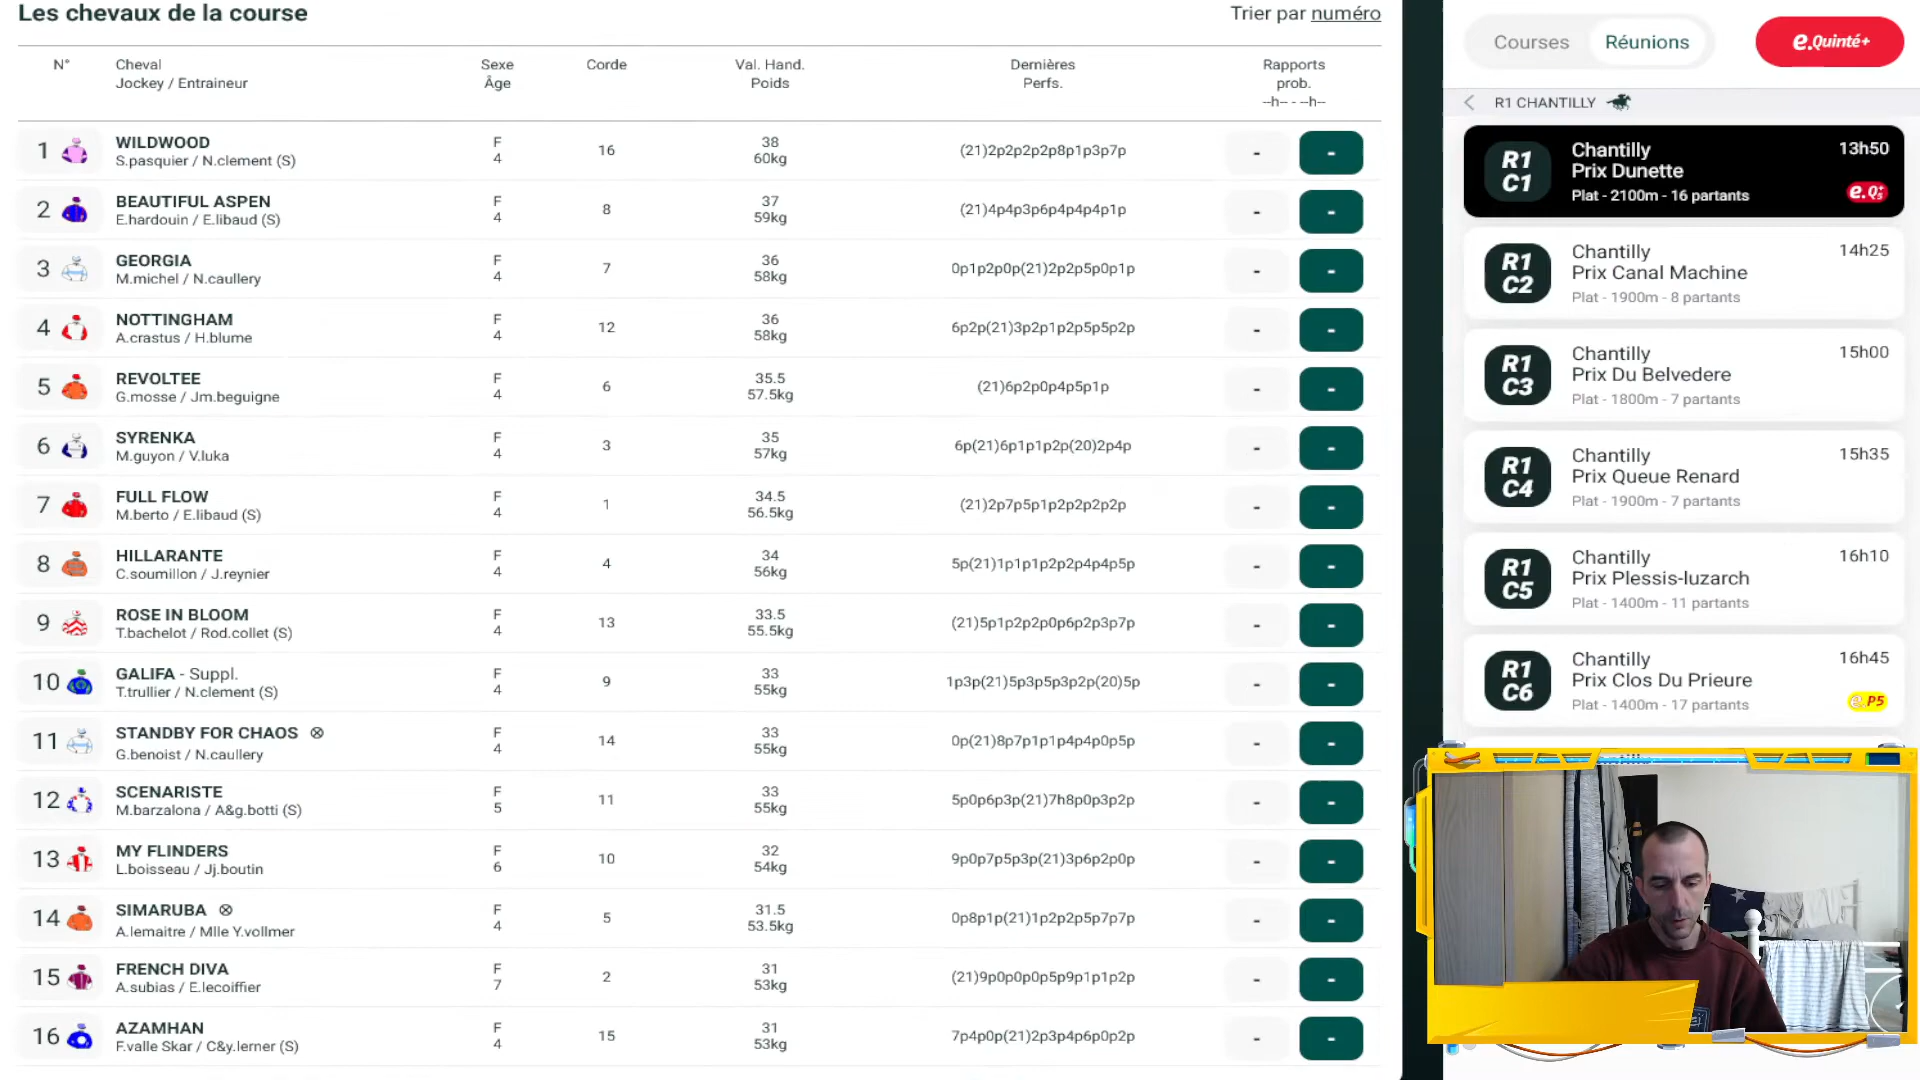 Les chevaux de la course
Trier par numéro
N°
Cheval
Jockey / Entraineur
Sexe
Âge
Corde
Val. Hand.
Poids
Dernières
Perfs.
Rapports
prob.
--h-- - --h--
1
WILDWOOD
S.pasquier / N.clement (S)
F
4
16
38
60kg
(21)2p2p2p2p8p1p3p7p
-
-
2
BEAUTIFUL ASPEN
E.hardouin / E.libaud (S)
F
4
8
37
59kg
(21)4p4p3p6p4p4p4p1p
-
-
3
GEORGIA
M.michel / N.caullery
F
4
7
36
58kg
0p1p2p0p(21)2p2p5p0p1p
-
-
4
NOTTINGHAM
A.crastus / H.blume
F
4
12
36
58kg
6p2p(21)3p2p1p2p5p5p2p
-
-
5
REVOLTEE
G.mosse / Jm.beguigne
F
4
6
35.5
57.5kg
(21)6p2p0p4p5p1p
-
-
6
SYRENKA
M.guyon / V.luka
F
4
3
35
57kg
6p(21)6p1p1p2p(20)2p4p
-
-
7
FULL FLOW
M.berto / E.libaud (S)
F
4
1
34.5
56.5kg
(21)2p7p5p1p2p2p2p2p
-
-
8
HILLARANTE
C.soumillon / J.reynier
F
4
4
34
56kg
5p(21)1p1p1p2p2p4p4p5p
-
-
9
ROSE IN BLOOM
T.bachelot / Rod.collet (S)
F
4
13
33.5
55.5kg
(21)5p1p2p2p0p6p2p3p7p
-
-
10
GALIFA - Suppl.
T.trullier / N.clement (S)
F
4
9
33
55kg
1p3p(21)5p3p5p3p2p(20)5p
-
-
11
STANDBY FOR CHAOS
G.benoist / N.caullery
F
4
14
33
55kg
0p(21)8p7p1p1p4p4p0p5p
-
-
12
SCENARISTE
M.barzalona / A&g.botti (S)
F
5
11
33
55kg
5p0p6p3p(21)7h8p0p3p2p
-
-
13
MY FLINDERS
L.boisseau / Jj.boutin
F
6
10
32
54kg
9p0p7p5p3p(21)3p6p2p0p
-
-
14
SIMARUBA
A.lemaitre / Mlle Y.vollmer
F
4
5
31.5
53.5kg
0p8p1p(21)1p2p2p5p7p7p
-
-
15
FRENCH DIVA
A.subias / E.lecoiffier
F
7
2
31
53kg
(21)9p0p0p0p5p9p1p1p2p
-
-
16
AZAMHAN
F.valle Skar / C&y.lerner (S)
F
4
15
31
53kg
7p4p0p(21)2p3p4p6p0p2p
-
-
Courses
Réunions
e.Quinté+
R1 CHANTILLY
R1
C1
Chantilly
Prix Dunette
Plat - 2100m - 16 partants
13h50
e.Q+5
R1
C2
Chantilly
Prix Canal Machine
Plat - 1900m - 8 partants
14h25
R1
C3
Chantilly
Prix Du Belvedere
Plat - 1800m - 7 partants
15h00
R1
C4
Chantilly
Prix Queue Renard
Plat - 1900m - 7 partants
15h35
R1
C5
Chantilly
Prix Plessis-luzarch
Plat - 1400m - 11 partants
16h10
R1
C6
Chantilly
Prix Clos Du Prieure
Plat - 1400m - 17 partants
16h45
e.P5